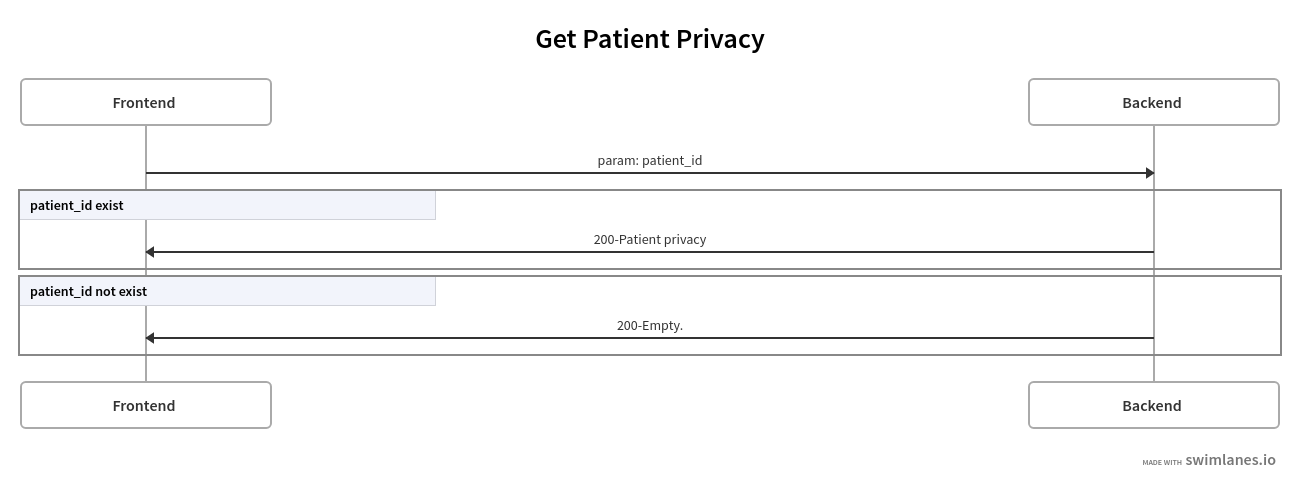 Get Patient Privacy
Frontend
Backend
param: patient_id
patient_id exist
200-Patient privacy
patient_id not exist
200-Empty.
Frontend
Backend
MADE WITH swimlanes.io